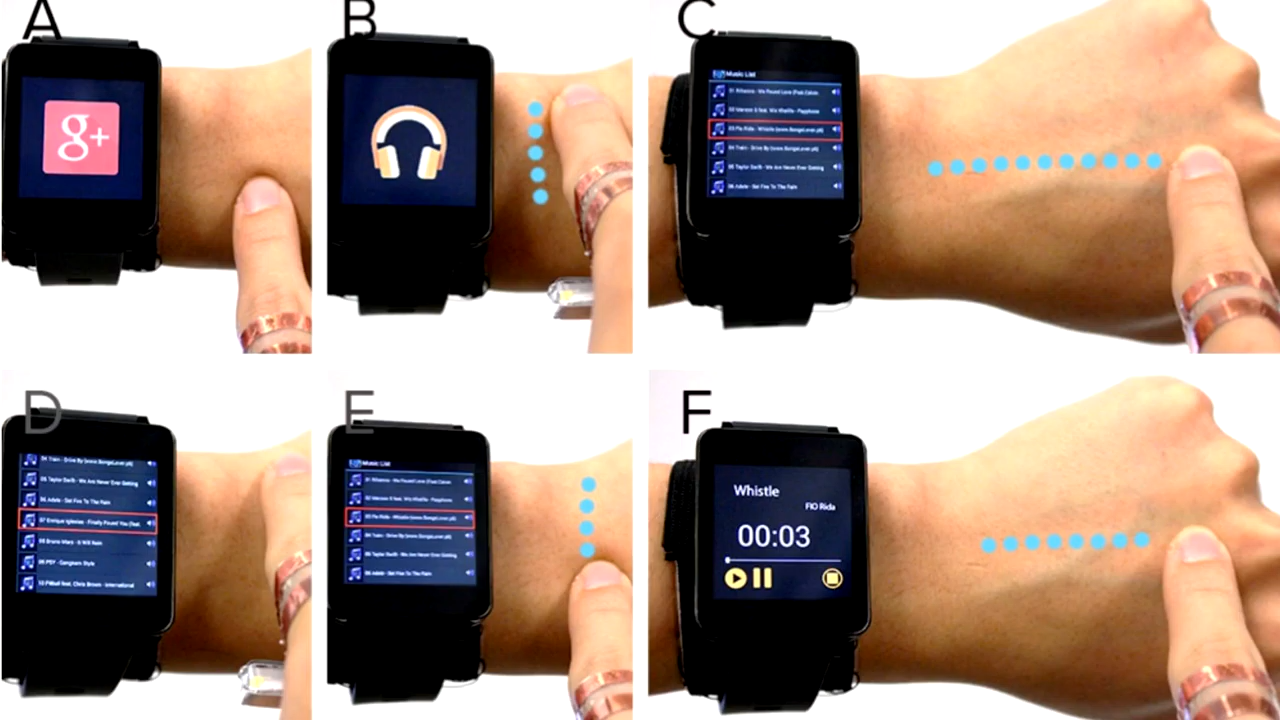 A
g+
B
C
Music List
01 Rihanna - We Found Love (Feat.Calvin
02 Maroon 5 feat. Wiz Khalifa - Payphone
03 Flo Rida - Whistle (www.SongsLover.pk)
04 Train - Drive By (www.SongsLover.pk)
05 Taylor Swift - We Are Never Ever Getting
06 Adele - Set Fire To The Rain
D
04 Train - Drive By (www.SongsLover.pk)
05 Taylor Swift - We Are Never Ever Getting
06 Adele - Set Fire To The Rain
07 Enrique Iglesias - Finally Found You (feat.
08 Bruno Mars - It Will Rain
09 PSY - Gangnam Style
10 Pitbull feat. Chris Brown - International
E
Music List
01 Rihanna - We Found Love (Feat.Calvin
02 Maroon 5 feat. Wiz Khalifa - Payphone
03 Flo Rida - Whistle (www.SongsLover.pk)
04 Train - Drive By (www.SongsLover.pk)
05 Taylor Swift - We Are Never Ever Getting
06 Adele - Set Fire To The Rain
F
Whistle
FlO Rida
00:03